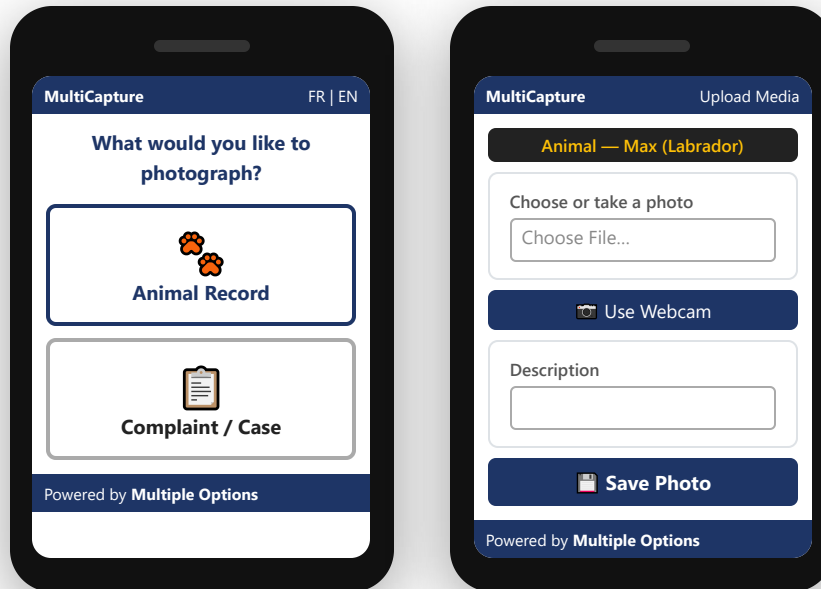 MultiCapture
FR | EN
What would you like to
photograph?
Animal Record
Complaint / Case
Powered by Multiple Options
MultiCapture
Upload Media
Animal — Max (Labrador)
Choose or take a photo
Choose File...
Use Webcam
Description
Save Photo
Powered by Multiple Options